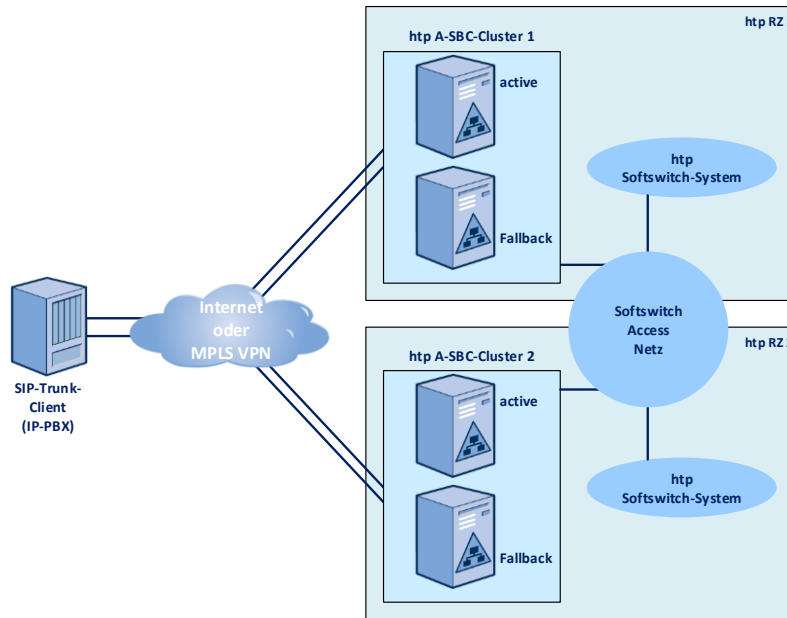 htp RZ
htp A-SBC-Cluster 1
active
htp
Softswitch-System
Fallback
Internet
oder
MPLS VPN
Softswitch
Access
Netz
SIP-Trunk-
Client
(IP-PBX)
htp RZ
htp A-SBC-Cluster 2
active
htp
Softswitch-System
Fallback